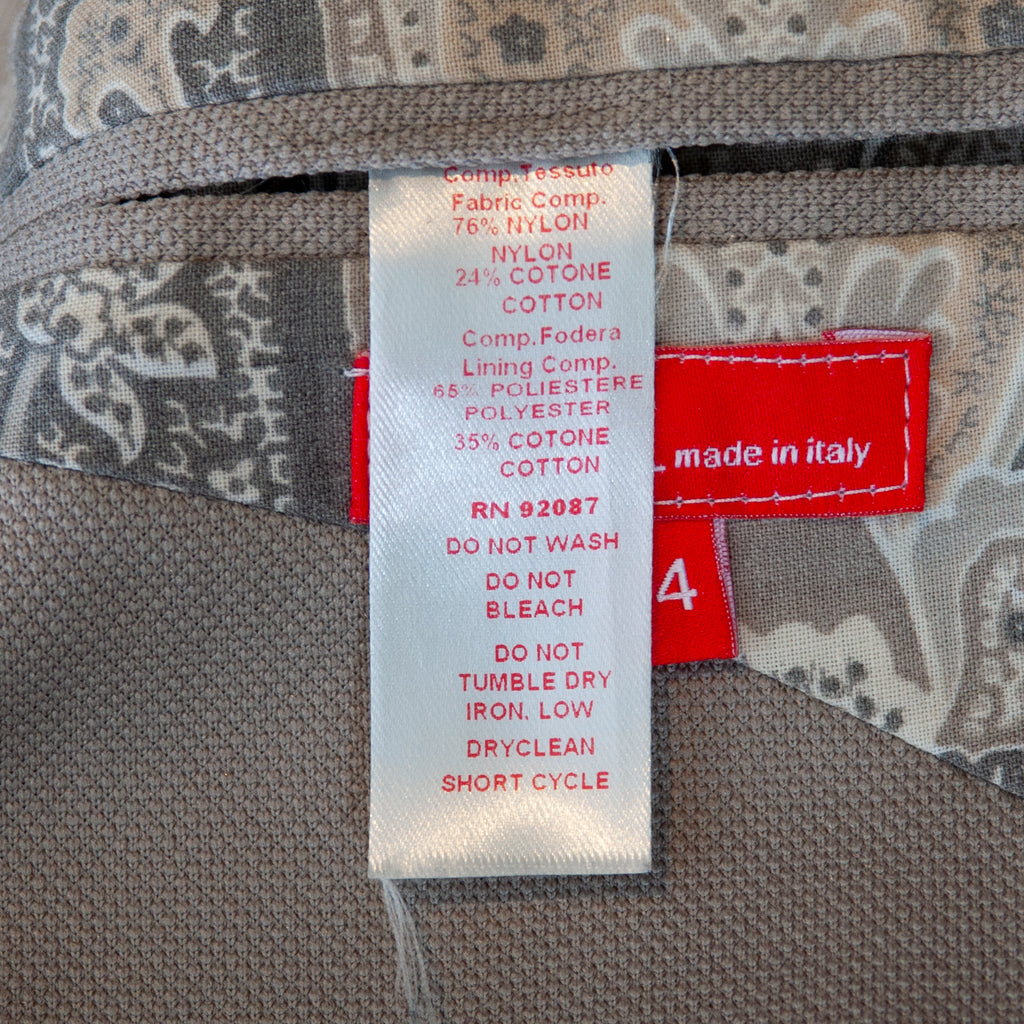 Comp.Tessuto
Fabric Comp.
76% NYLON
NYLON
24% COTONE
COTTON
Comp.Fodera
Lining Comp.
65% POLIESTERE
POLYESTER
35% COTONE
COTTON
RN 92087
DO NOT WASH
DO NOT
BLEACH
DO NOT
TUMBLE DRY
IRON. LOW
DRYCLEAN
SHORT CYCLE
made in italy
4